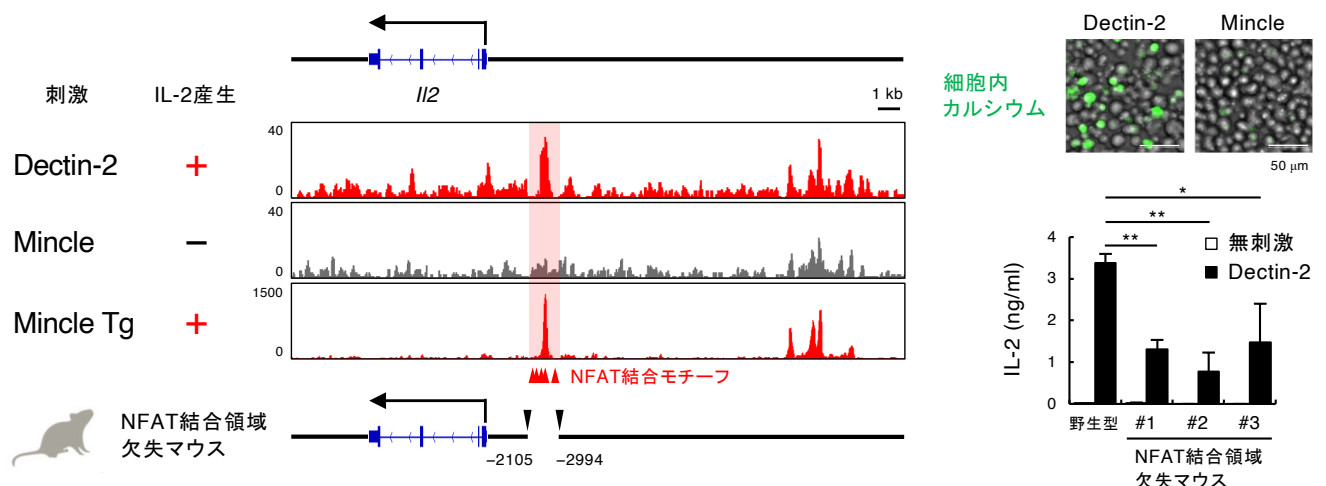 刺激
IL-2産生
Il2
1 kb
Dectin-2
+
40
0
Mincle
−
40
0
Mincle Tg
+
1500
0
NFAT結合モチーフ
NFAT結合領域
欠失マウス
−2105
−2994
Dectin-2
Mincle
細胞内
カルシウム
50 μm
*
**
**
無刺激
Dectin-2
IL-2 (ng/ml)
4
3
2
1
0
野生型
#1
#2
#3
NFAT結合領域
欠失マウス